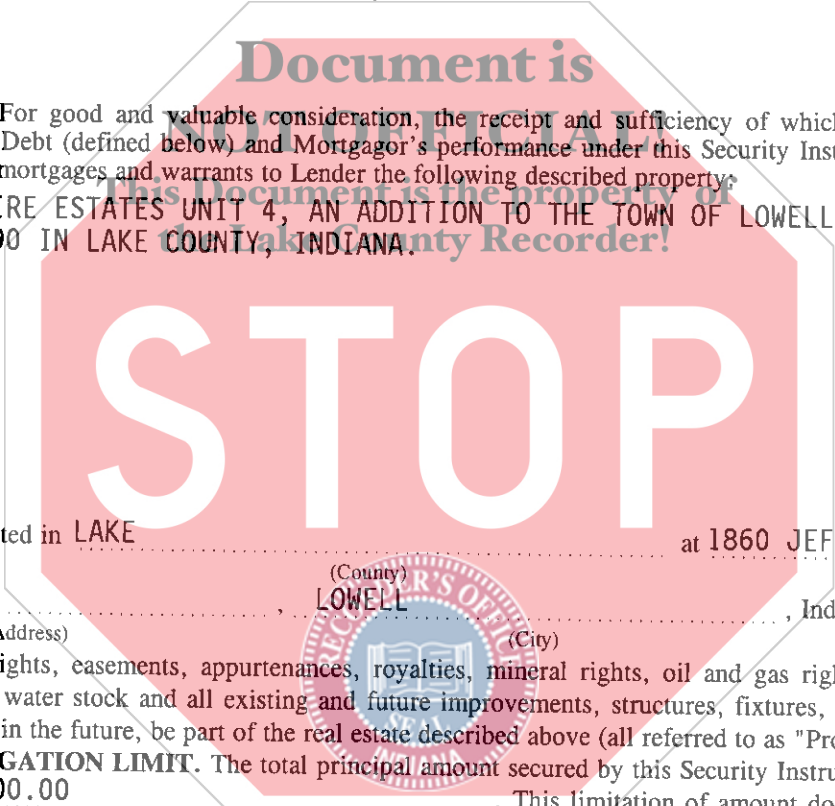 Document is
For good and valuable consideration, the receipt and sufficiency of which
NOT OFFICIAL!
Debt (defined below) and Mortgagor's performance under this Security Inst
mortgages and warrants to Lender the following described property:
This Document is the property of
RE ESTATES UNIT 4, AN ADDITION TO THE TOWN OF LOWELL
0 IN LAKE COUNTY, INDIANA.
the Lake County Recorder!
STOP
ted in LAKE at 1860 JEF
(County)
, LOWELL , Ind
Address) (City)
ights, easements, appurtenances, royalties, mineral rights, oil and gas righ
water stock and all existing and future improvements, structures, fixtures,
in the future, be part of the real estate described above (all referred to as "Pro
GATION LIMIT. The total principal amount secured by this Security Instru
00.00 This limitation of amount do
RECORDER'S OFFICE
SEAL
INDIANA